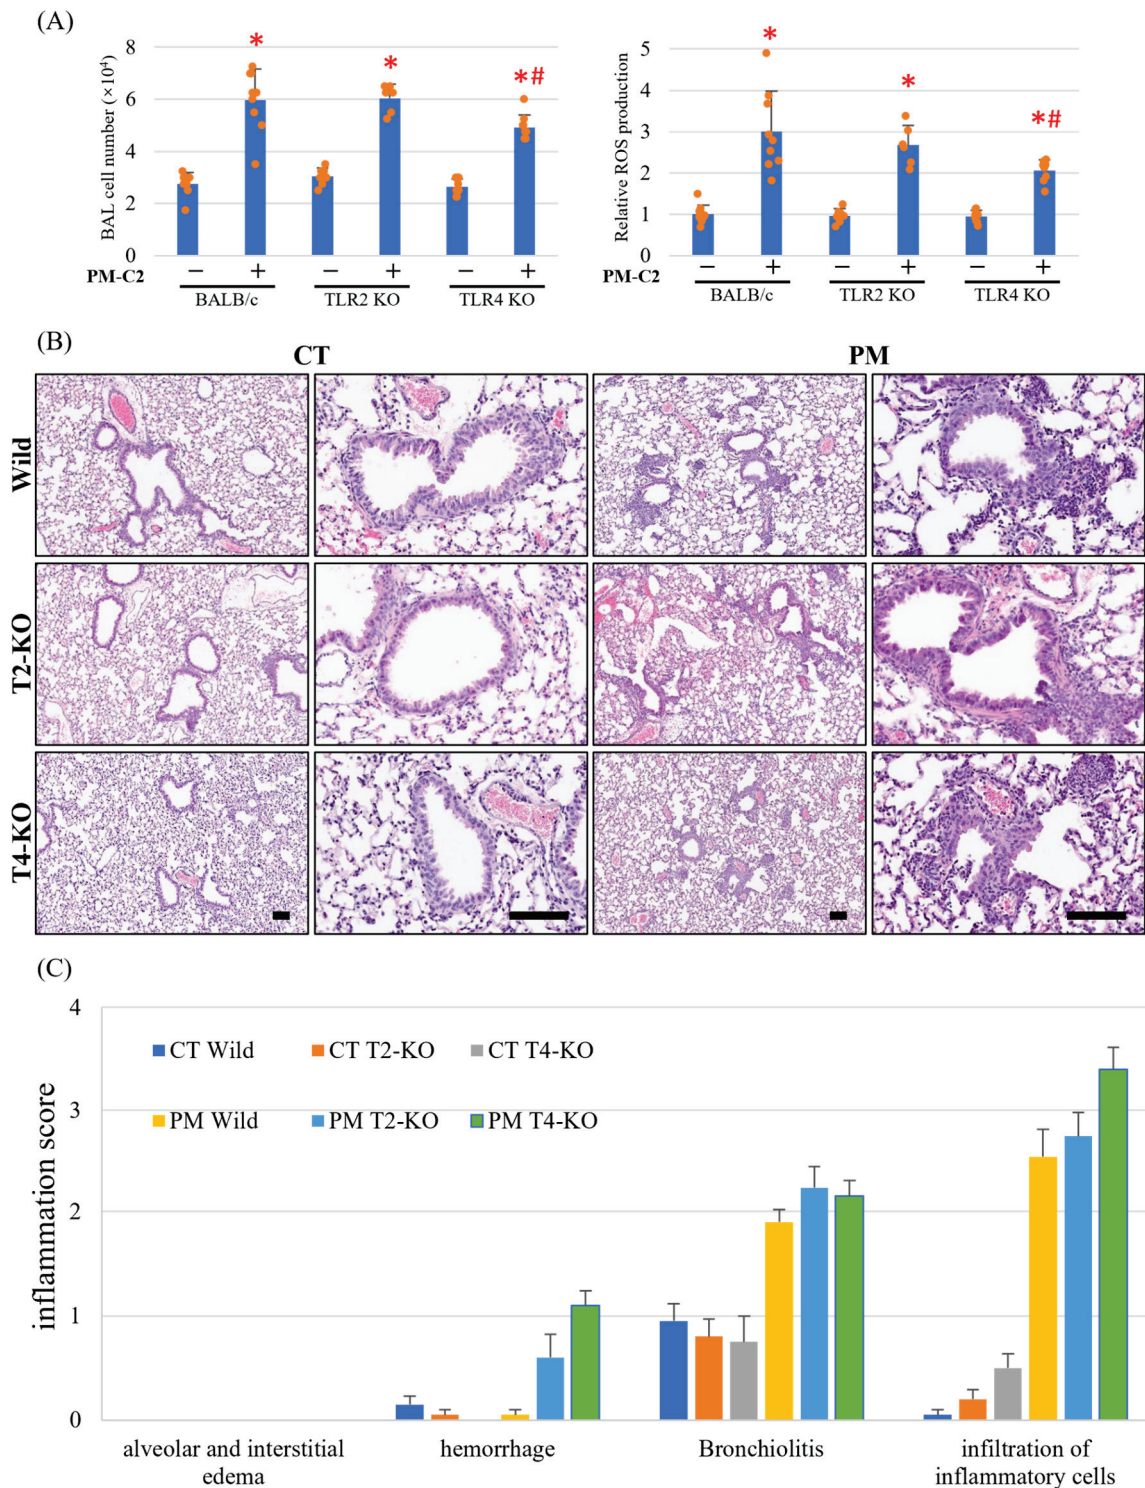 (A)
BAL cell number (×10⁴)
8
6
4
2
0
* * *#
PM-C2 − + − + − +
BALB/c TLR2 KO TLR4 KO
Relative ROS production
5
4
3
2
1
0
* * *#
− + − + − +
BALB/c TLR2 KO TLR4 KO
(B)
CT PM
Wild
T2-KO
T4-KO
(C)
inflammation score
4
3
2
1
0
CT Wild CT T2-KO CT T4-KO
PM Wild PM T2-KO PM T4-KO
alveolar and interstitial
edema
hemorrhage
Bronchiolitis
infiltration of
inflammatory cells